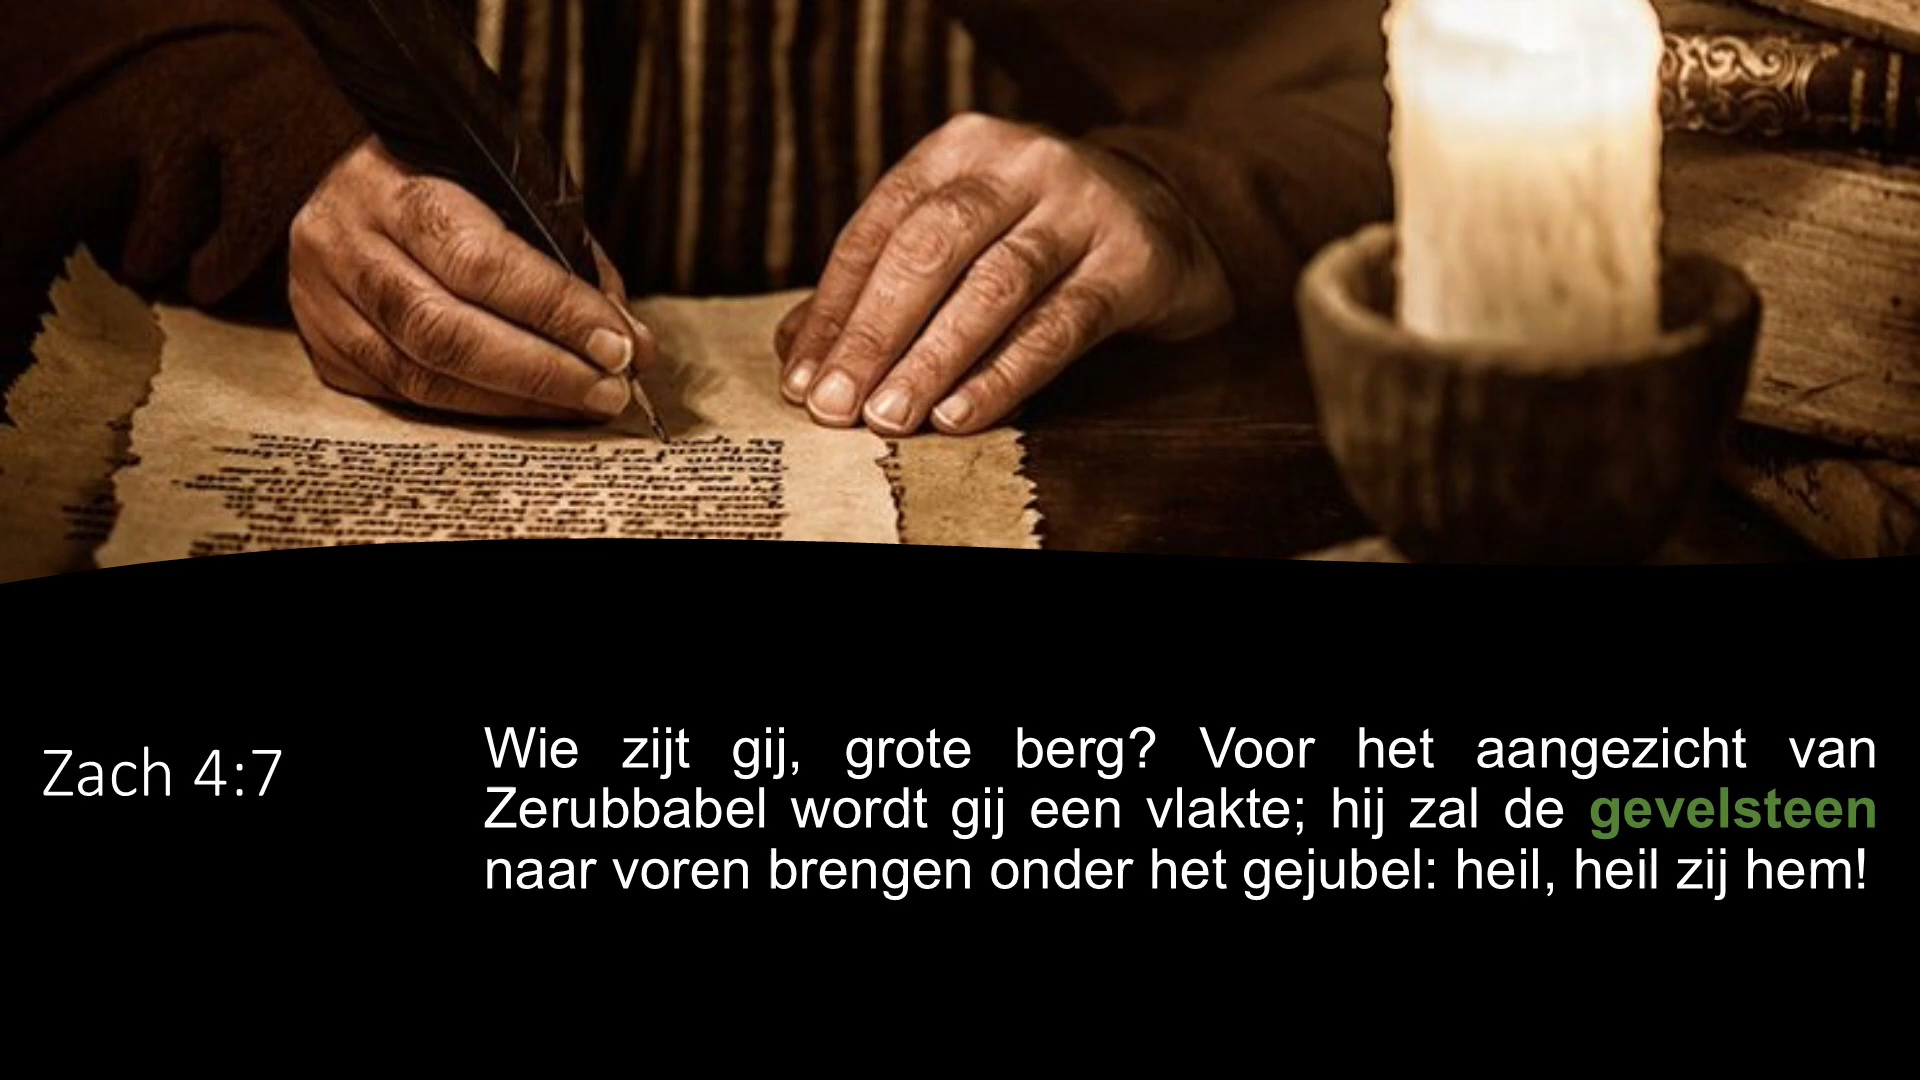 Zach 4:7
Wie zijt gij, grote berg? Voor het aangezicht van
Zerubbabel wordt gij een vlakte; hij zal de gevelsteen
naar voren brengen onder het gejubel: heil, heil zij hem!